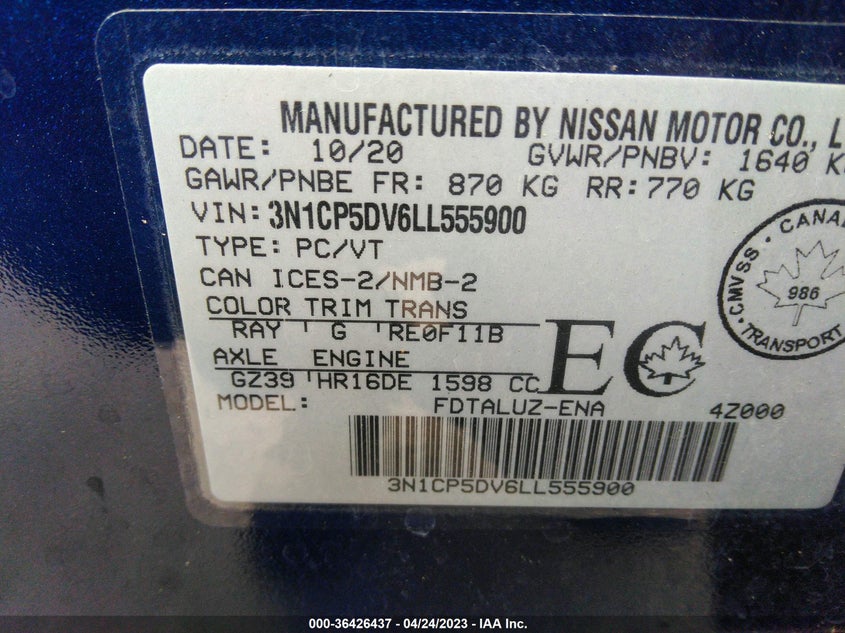 MANUFACTURED BY NISSAN MOTOR CO., L
DATE: 10/20 GVWR/PNBV: 1640 K
GAWR/PNBE FR: 870 KG RR: 770 KG
VIN: 3N1CP5DV6LL555900
TYPE: PC/VT
CAN ICES-2/NMB-2
COLOR TRIM TRANS
RAY ' G 'RE0F11B
AXLE ENGINE
GZ39 'HR16DE 1598 CC
EC
CMVSS · CANAD
986
TRANSPORT
MODEL: FDTALUZ-ENA 4Z000
3N1CP5DV6LL555900
000-36426437 - 04/24/2023 - IAA Inc.